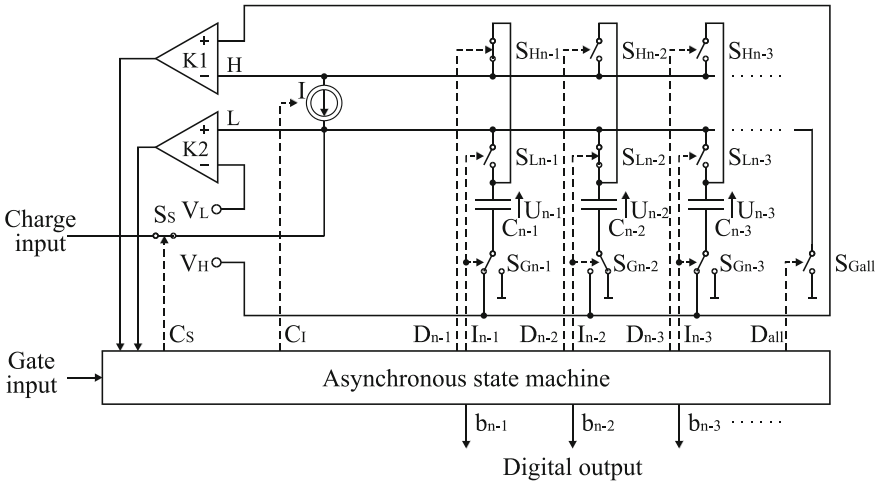 +
K1
−
H
SHn-1
SHn-2
SHn-3
I
+
K2
−
L
SLn-1
SLn-2
SLn-3
VL
Charge input
SS
Un-1
Un-2
Un-3
Cn-1
Cn-2
Cn-3
VH
SGn-1
SGn-2
SGn-3
SGall
CS
CI
Dn-1
In-1
Dn-2
In-2
Dn-3
In-3
Dall
Gate input
Asynchronous state machine
bn-1
bn-2
bn-3
Digital output